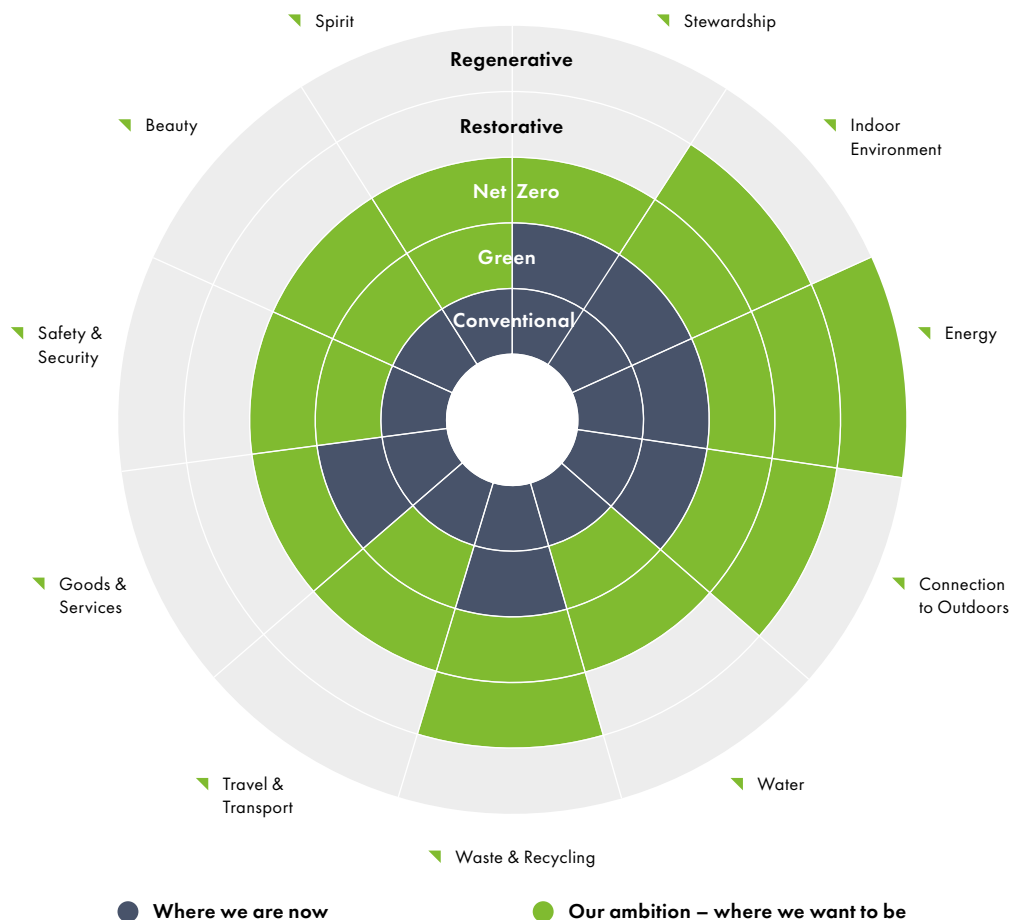 Spirit
Stewardship
Regenerative
Beauty
Restorative
Indoor
Environment
Net Zero
Green
Conventional
Safety &
Security
Energy
Goods &
Services
Connection
to Outdoors
Travel &
Transport
Water
Waste & Recycling
Where we are now
Our ambition – where we want to be